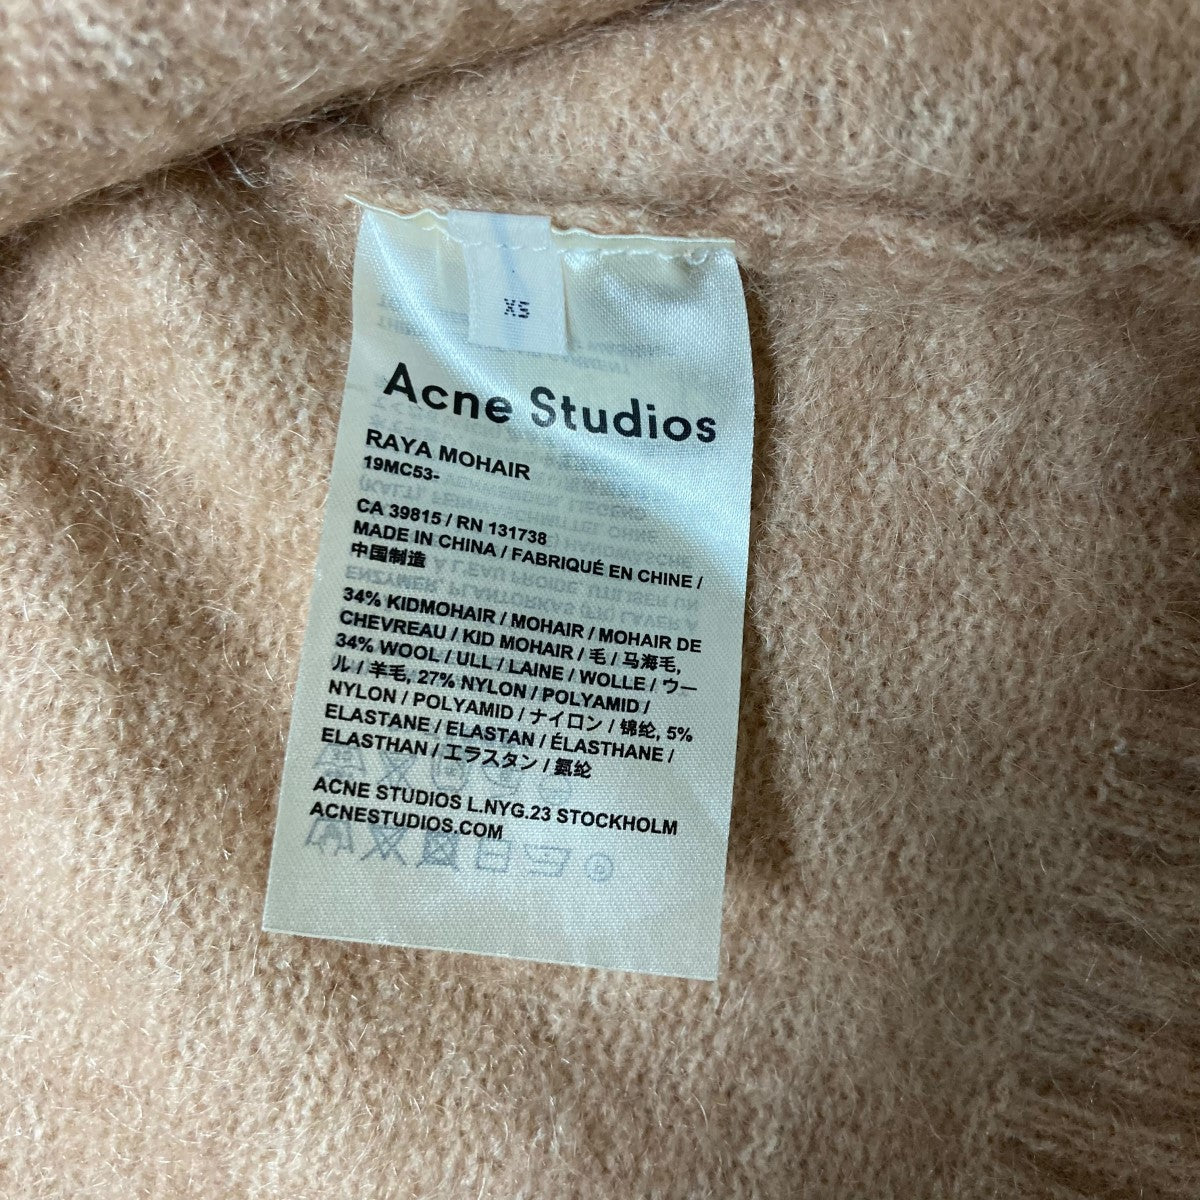 XS
Acne Studios
RAYA MOHAIR
19MC53-
CA 39815 / RN 131738
MADE IN CHINA / FABRIQUÉ EN CHINE /
中国制造
34% KIDMOHAIR / MOHAIR / MOHAIR DE
CHEVREAU / KID MOHAIR / 毛 / 马海毛,
34% WOOL / ULL / LAINE / WOLLE / ウー
ル / 羊毛, 27% NYLON / POLYAMID /
NYLON / POLYAMID / ナイロン / 锦纶, 5%
ELASTANE / ELASTAN / ÉLASTHANE /
ELASTHAN / エラスタン / 氨纶
ACNE STUDIOS L.NYG.23 STOCKHOLM
ACNESTUDIOS.COM